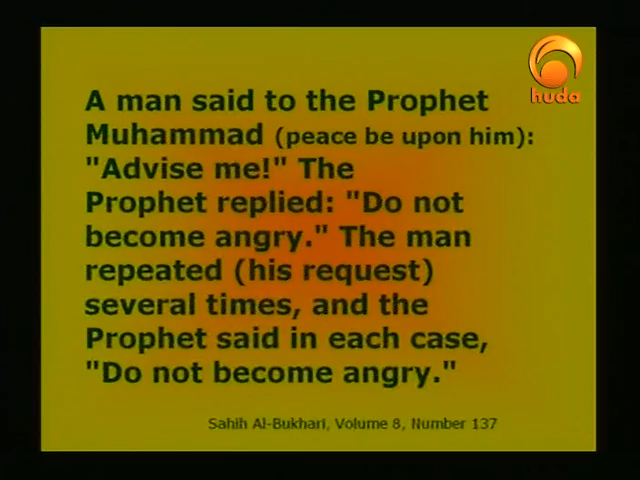 huda
A man said to the Prophet
Muhammad (peace be upon him):
"Advise me!" The
Prophet replied: "Do not
become angry." The man
repeated (his request)
several times, and the
Prophet said in each case,
"Do not become angry."
Sahih Al-Bukhari, Volume 8, Number 137